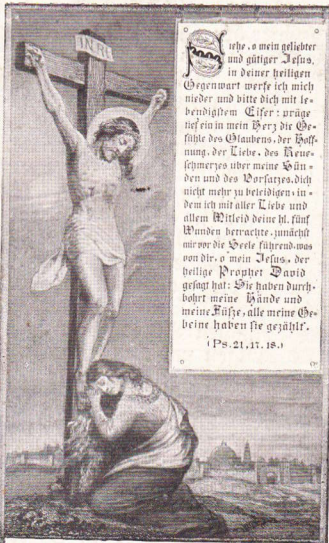 INRI
Siehe, o mein geliebter
und gütiger Jesus,
in deiner heiligen
Gegenwart werfe ich mich
nieder und bitte dich mit le-
bendigstem Eifer: präge
tief ein in mein Herz die Ge-
fühle des Glaubens, der Hoff-
nung, der Liebe, des Reue-
schmerzes über meine Sün-
den und des Vorsatzes, dich
nicht mehr zu beleidigen, in-
dem ich mit aller Liebe und
allem Mitleid deine hl. fünf
Wunden betrachte, zunächst
mir vor die Seele führend, was
von dir, o mein Jesus, der
heilige Prophet David
gesagt hat: Sie haben durch-
bohrt meine Hände und
meine Füsze, alle meine Ge-
beine haben sie gezählt.
(Ps. 21, 17. 18.)